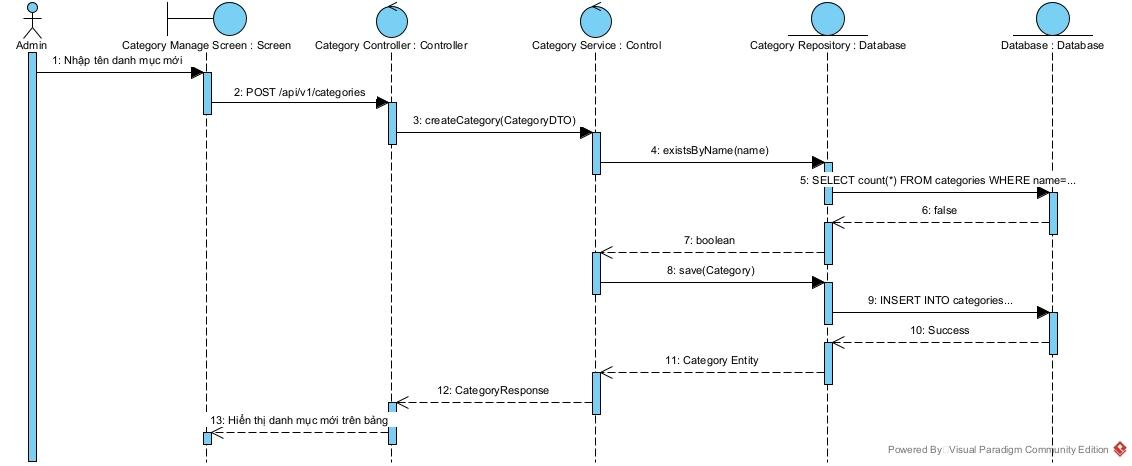 Admin
Category Manage Screen : Screen
Category Controller : Controller
Category Service : Control
Category Repository : Database
Database : Database
1: Nhập tên danh mục mới
2: POST /api/v1/categories
3: createCategory(CategoryDTO)
4: existsByName(name)
5: SELECT count(*) FROM categories WHERE name=...
6: false
7: boolean
8: save(Category)
9: INSERT INTO categories...
10: Success
11: Category Entity
12: CategoryResponse
13: Hiển thị danh mục mới trên bảng
Powered By Visual Paradigm Community Edition